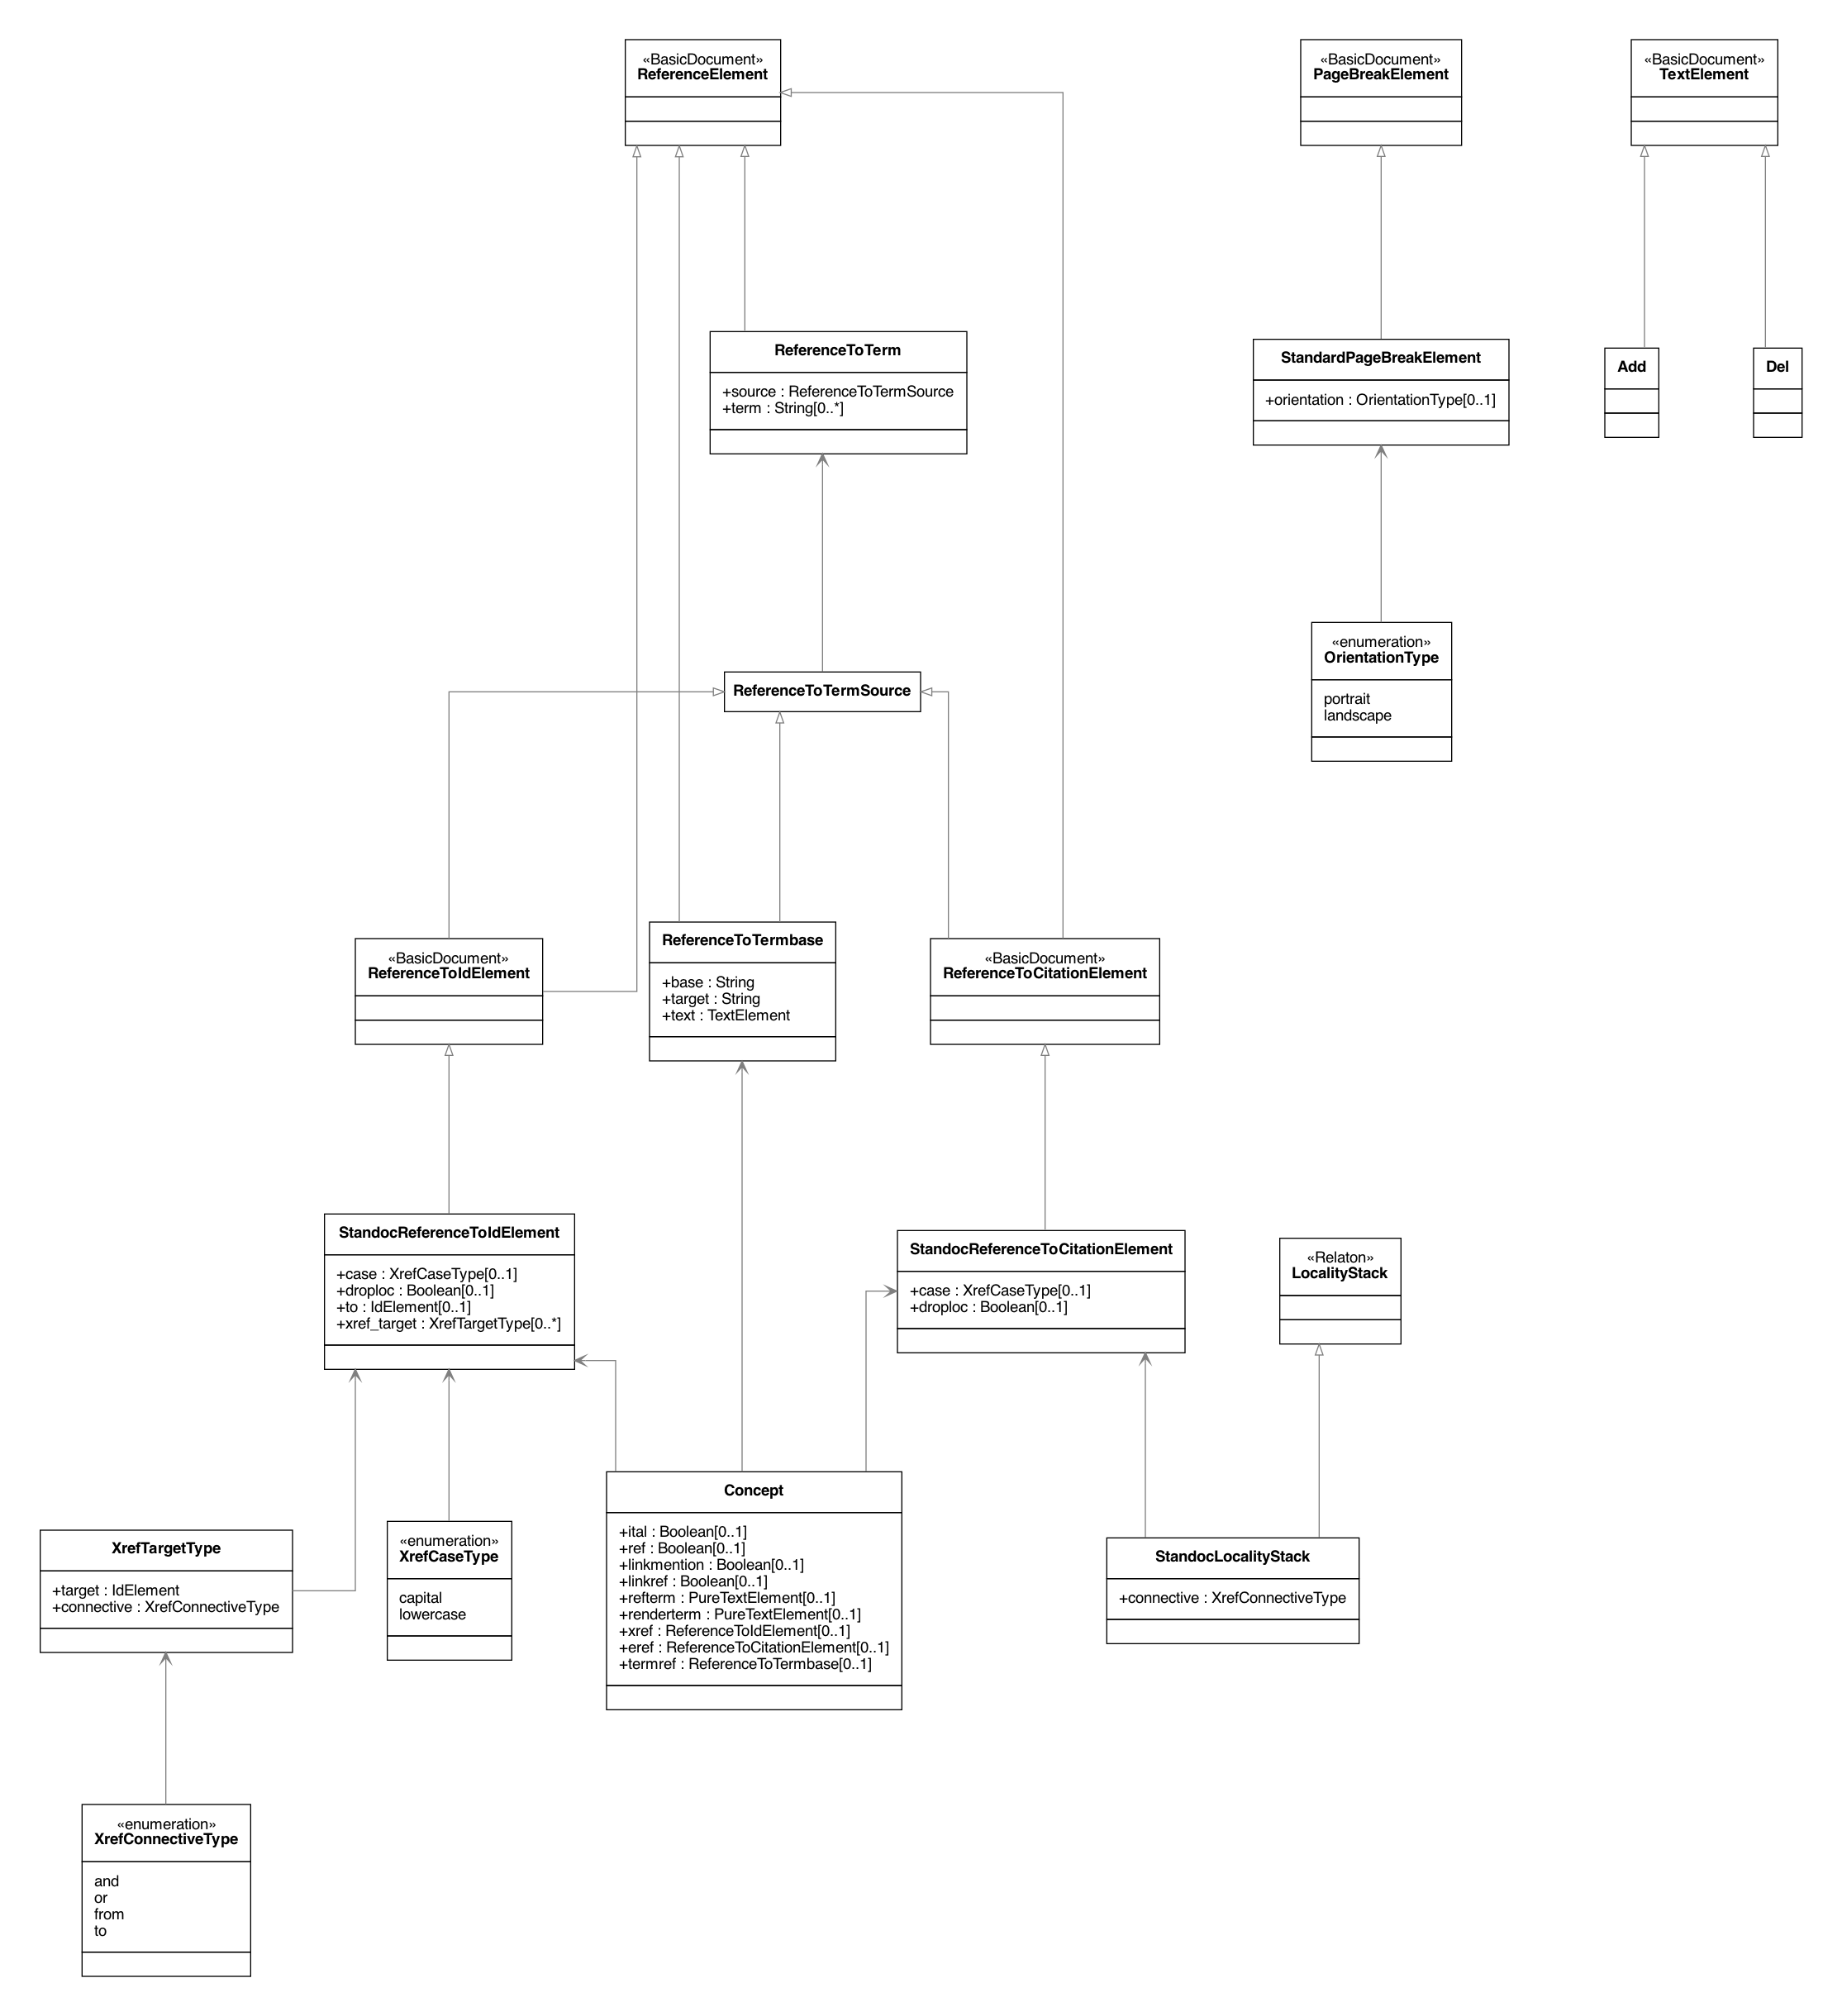 «BasicDocument»
ReferenceElement
«BasicDocument»
PageBreakElement
«BasicDocument»
TextElement
ReferenceToTerm
+source : ReferenceToTermSource
+term : String[0..*]
StandardPageBreakElement
+orientation : OrientationType[0..1]
Add
Del
«enumeration»
OrientationType
portrait
landscape
ReferenceToTermSource
«BasicDocument»
ReferenceToIdElement
ReferenceToTermbase
+base : String
+target : String
+text : TextElement
«BasicDocument»
ReferenceToCitationElement
StandocReferenceToIdElement
+case : XrefCaseType[0..1]
+droploc : Boolean[0..1]
+to : IdElement[0..1]
+xref_target : XrefTargetType[0..*]
StandocReferenceToCitationElement
+case : XrefCaseType[0..1]
+droploc : Boolean[0..1]
«Relaton»
LocalityStack
XrefTargetType
+target : IdElement
+connective : XrefConnectiveType
«enumeration»
XrefCaseType
capital
lowercase
Concept
+ital : Boolean[0..1]
+ref : Boolean[0..1]
+linkmention : Boolean[0..1]
+linkref : Boolean[0..1]
+refterm : PureTextElement[0..1]
+renderterm : PureTextElement[0..1]
+xref : ReferenceToIdElement[0..1]
+eref : ReferenceToCitationElement[0..1]
+termref : ReferenceToTermbase[0..1]
StandocLocalityStack
+connective : XrefConnectiveType
«enumeration»
XrefConnectiveType
and
or
from
to